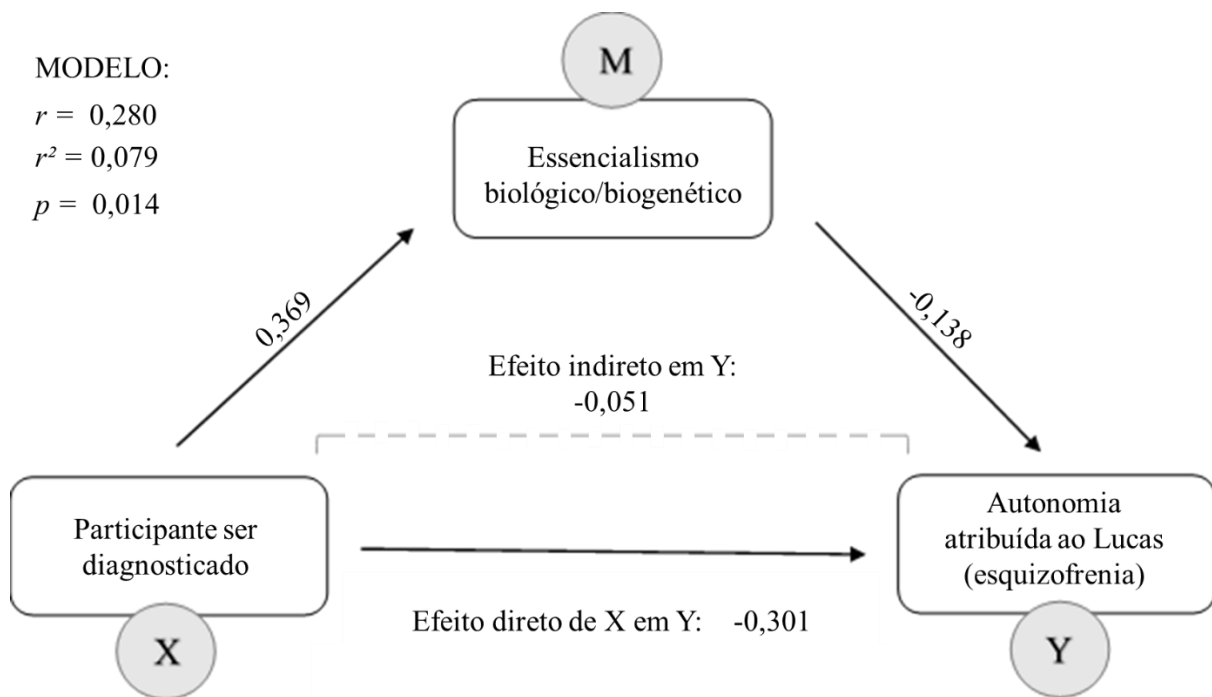 MODELO:
r = 0,280
r² = 0,079
p = 0,014
M
Essencialismo
biológico/biogenético
0,369
-0,138
Efeito indireto em Y:
-0,051
Participante ser
diagnosticado
X
Efeito direto de X em Y: -0,301
Autonomia
atribuída ao Lucas
(esquizofrenia)
Y